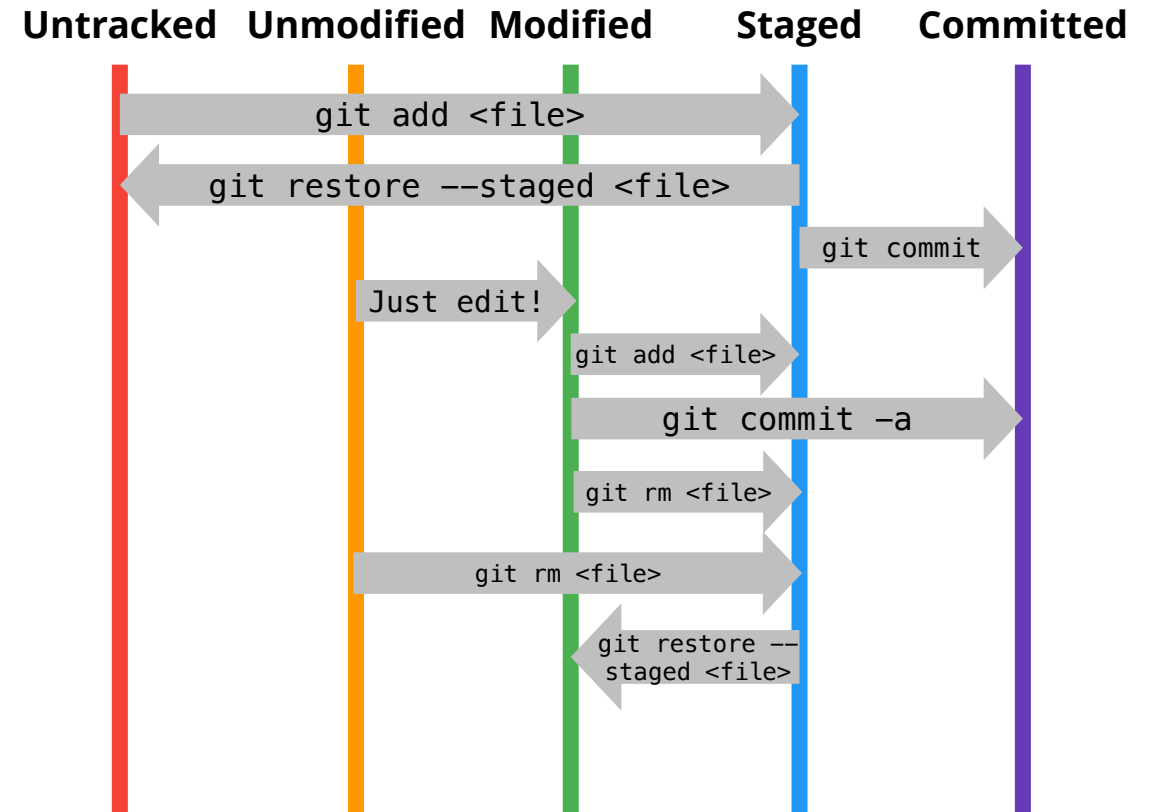 Untracked Unmodified Modified Staged Committed
git add <file>
git restore --staged <file>
git commit
Just edit!
git add <file>
git commit -a
git rm <file>
git rm <file>
git restore --
staged <file>